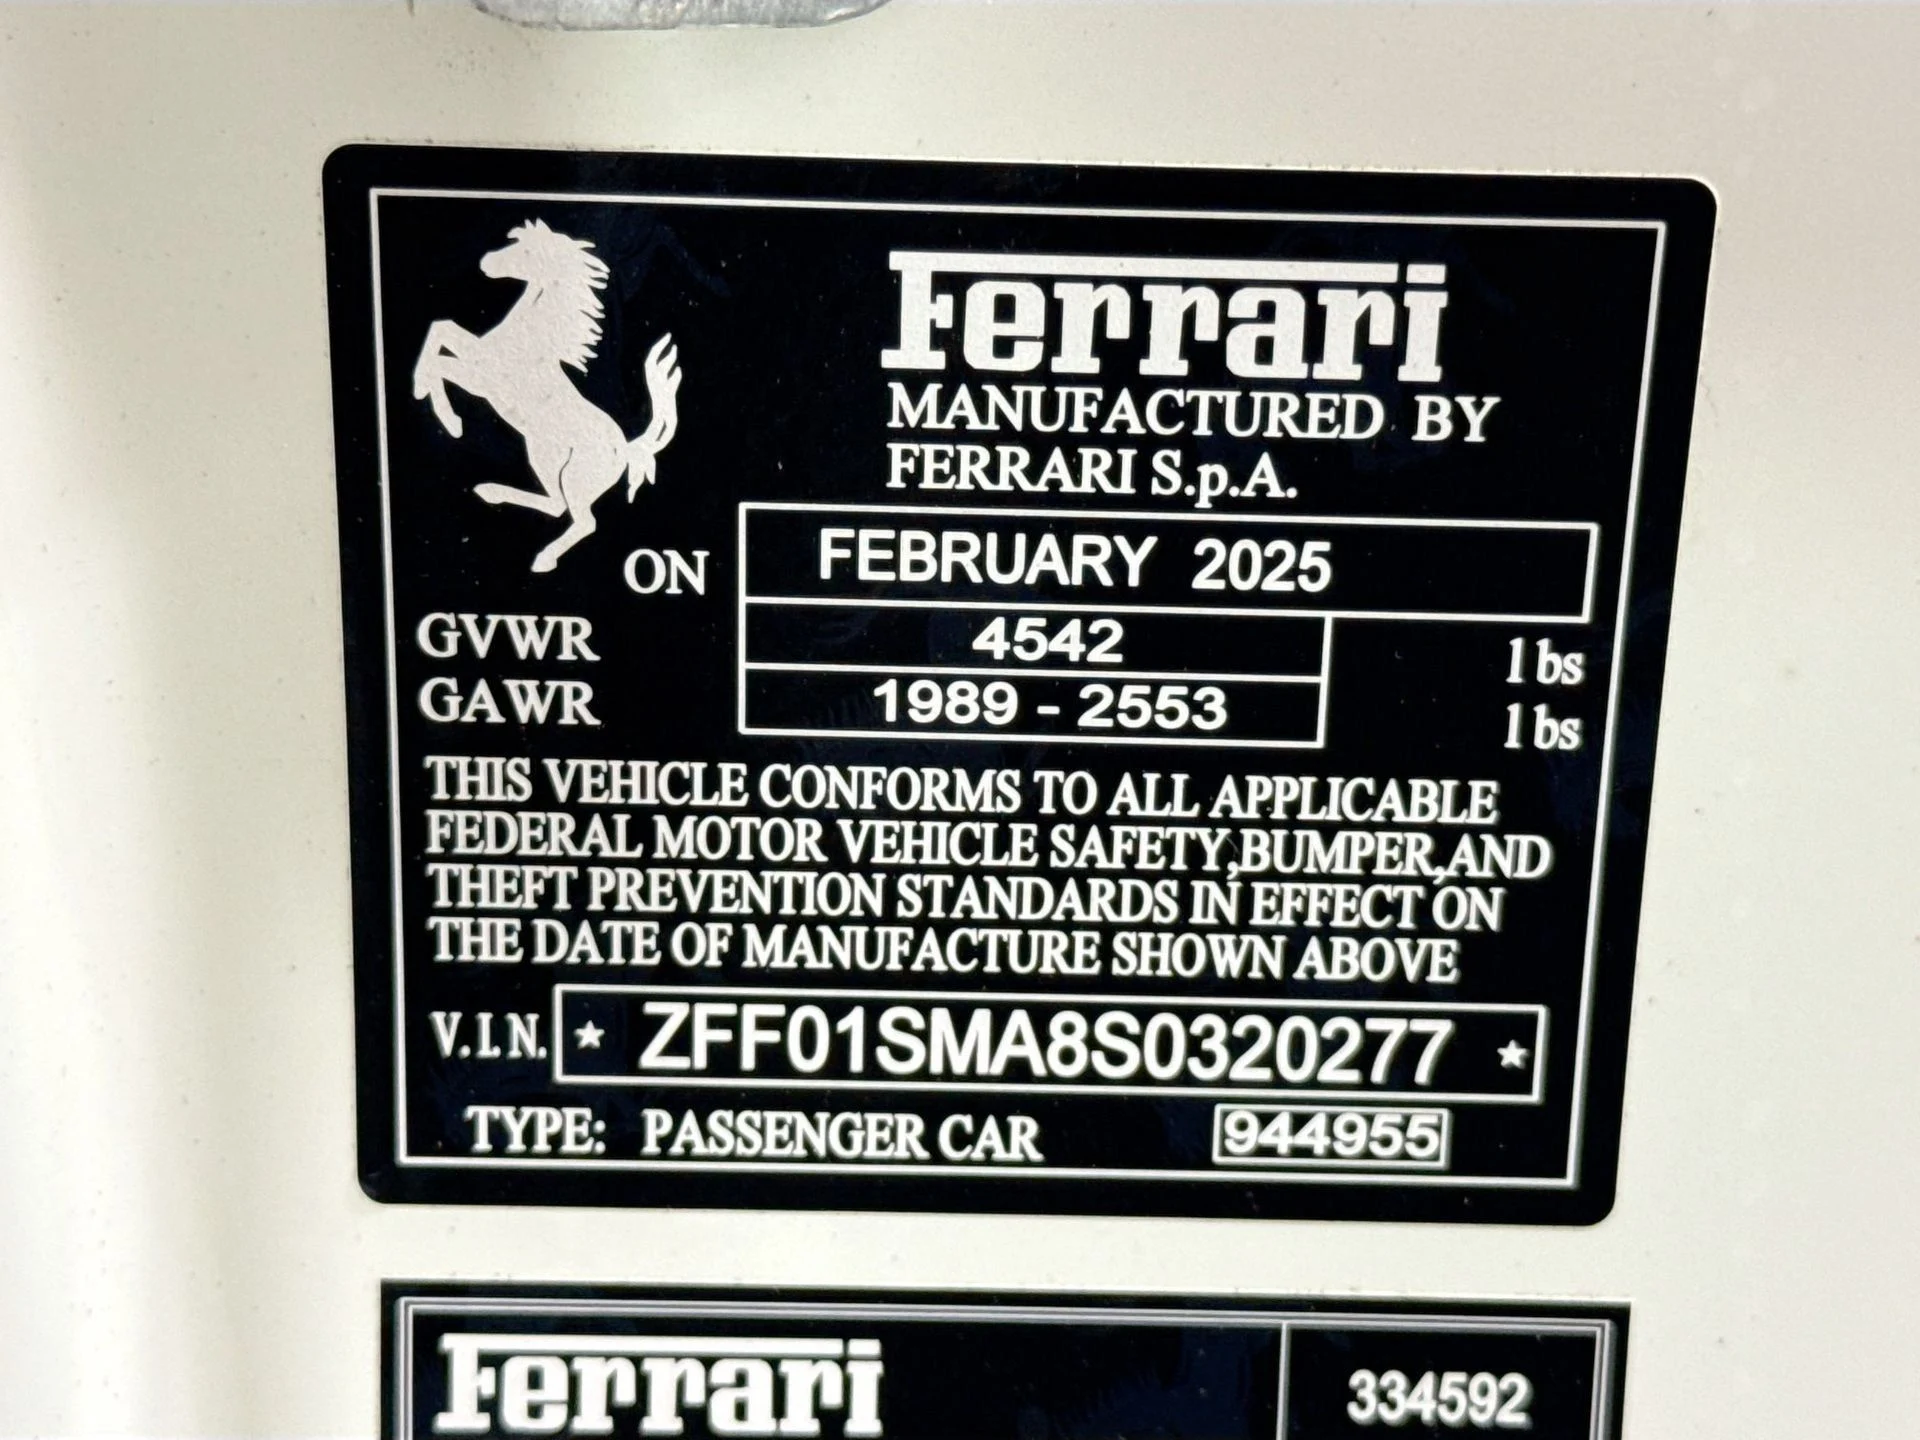 Ferrari
MANUFACTURED BY
FERRARI S.p.A.
ON FEBRUARY 2025
GVWR 4542 lbs
GAWR 1989 - 2553 lbs
THIS VEHICLE CONFORMS TO ALL APPLICABLE
FEDERAL MOTOR VEHICLE SAFETY,BUMPER,AND
THEFT PREVENTION STANDARDS IN EFFECT ON
THE DATE OF MANUFACTURE SHOWN ABOVE
V.I.N. ★ ZFF01SMA8S0320277 ★
TYPE: PASSENGER CAR 944955
Ferrari 334592